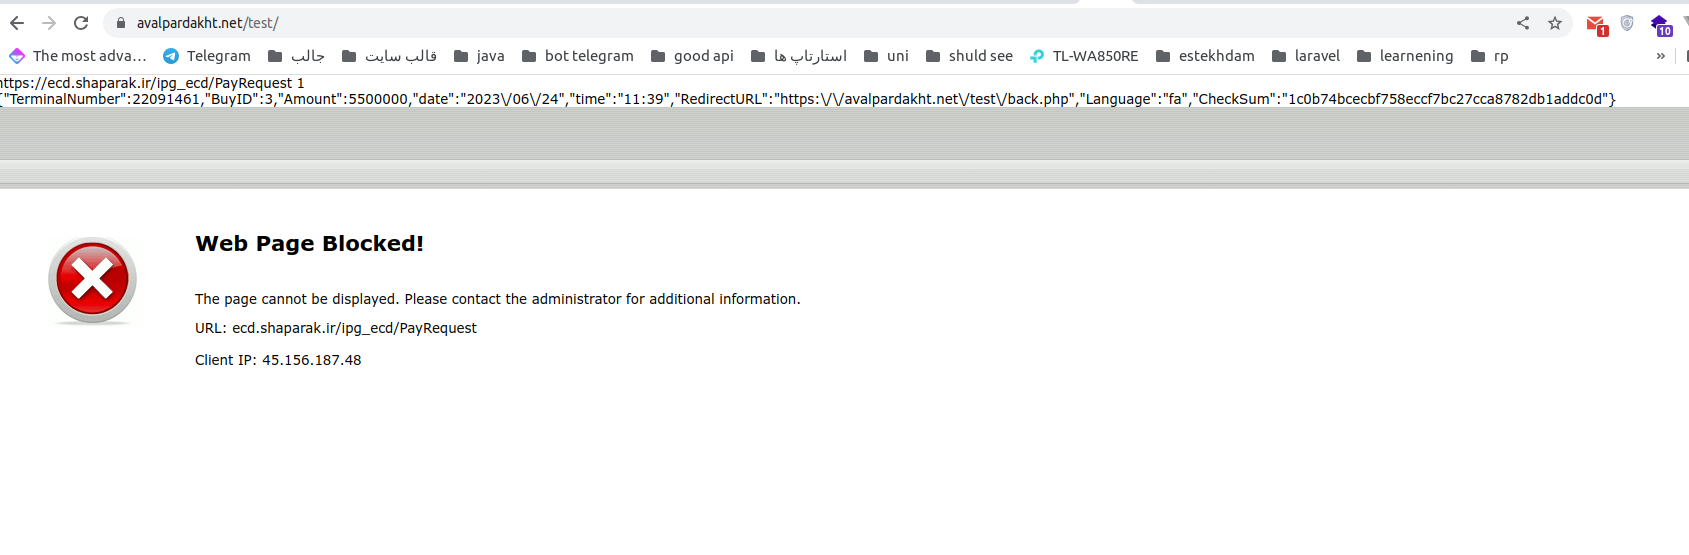 avalpardakht.net/test/
1
10
The most adva...
Telegram
جالب
قالب سایت
java
bot telegram
good api
استارتاپ ها
uni
shuld see
TL-WA850RE
estekhdam
laravel
learnening
rp
»
https://ecd.shaparak.ir/ipg_ecd/PayRequest 1
{"TerminalNumber":22091461,"BuyID":3,"Amount":5500000,"date":"2023\/06\/24","time":"11:39","RedirectURL":"https:\/\/avalpardakht.net\/test\/back.php","Language":"fa","CheckSum":"1c0b74bcecbf758eccf7bc27cca8782db1addc0d"}
Web Page Blocked!
The page cannot be displayed. Please contact the administrator for additional information.
URL: ecd.shaparak.ir/ipg_ecd/PayRequest
Client IP: 45.156.187.48